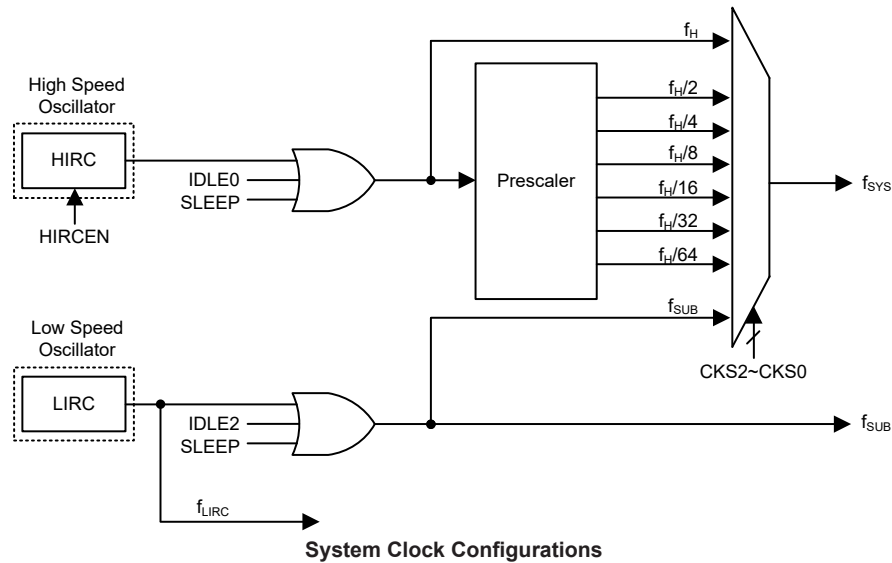 High Speed
Oscillator
HIRC
HIRCEN
IDLE0
SLEEP
Prescaler
fH
fH/2
fH/4
fH/8
fH/16
fH/32
fH/64
fSUB
CKS2~CKS0
fSYS
Low Speed
Oscillator
LIRC
IDLE2
SLEEP
fSUB
fLIRC
System Clock Configurations